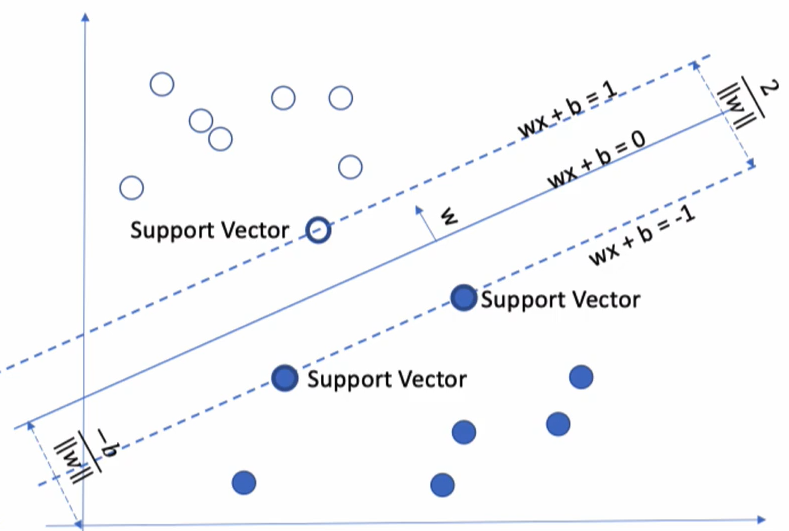 wx + b = 1
2
||w||
wx + b = 0
Support Vector
w
wx + b = -1
Support Vector
Support Vector
-b
||w||